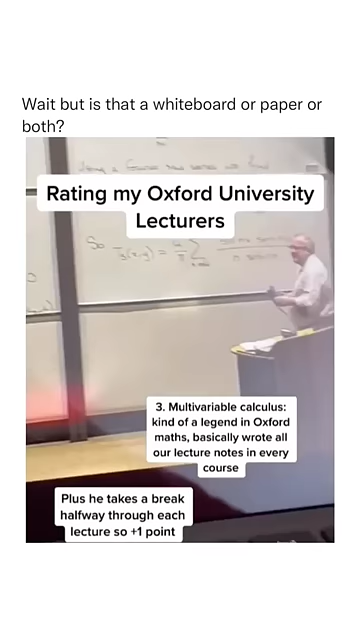 Wait but is that a whiteboard or paper or
both?
Rating my Oxford University
Lecturers
So
3. Multivariable calculus:
kind of a legend in Oxford
maths, basically wrote all
our lecture notes in every
course
Plus he takes a break
halfway through each
lecture so +1 point